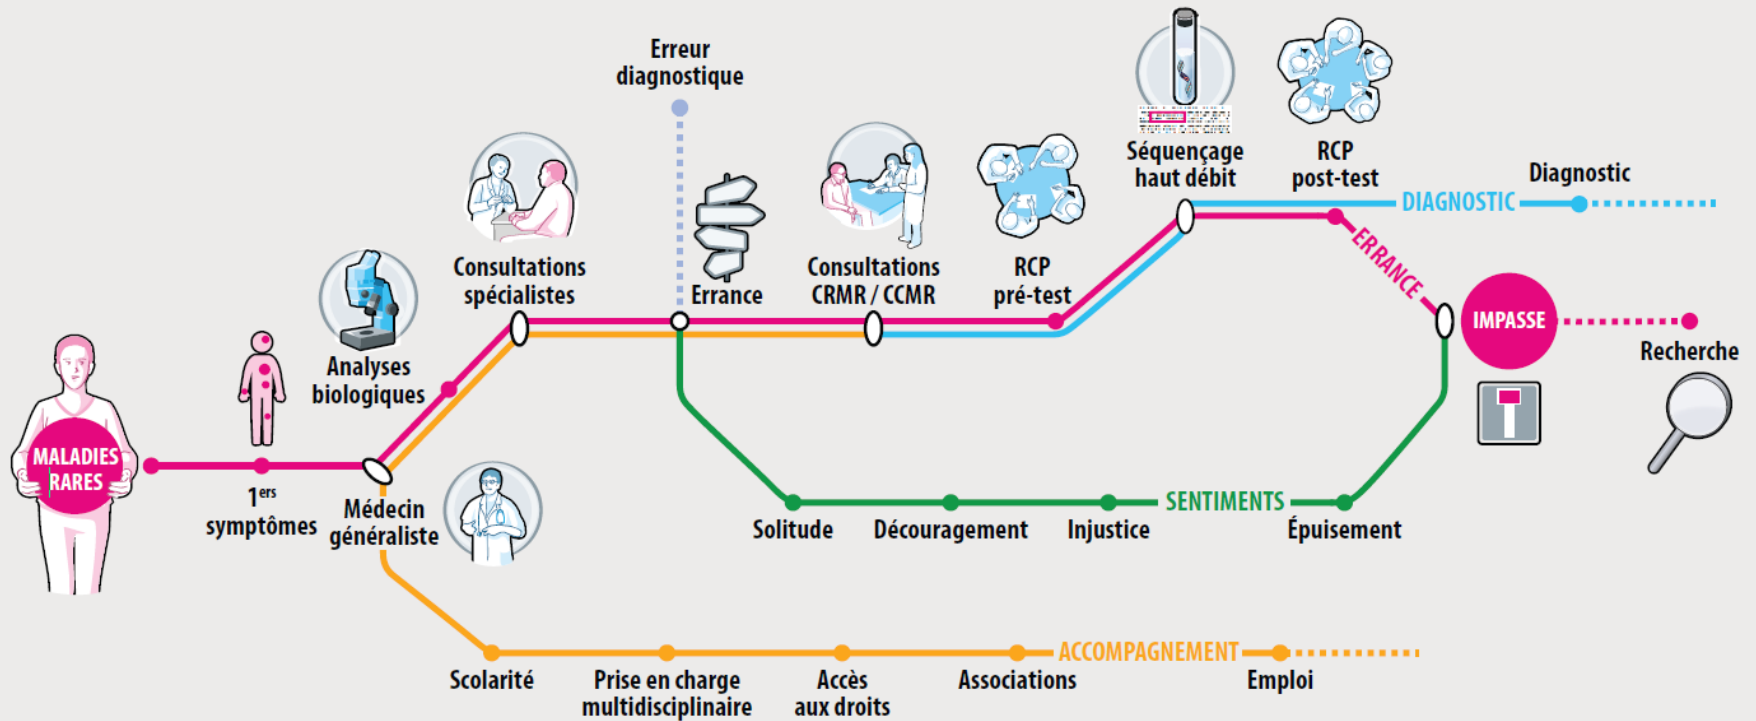 Erreur
diagnostique
Séquençage
haut débit
RCP
post-test
Diagnostic
DIAGNOSTIC
Consultations
spécialistes
Errance
Consultations
CRMR / CCMR
RCP
pré-test
ERRANCE
IMPASSE
Recherche
Analyses
biologiques
MALADIES
RARES
1ers
symptômes
Médecin
généraliste
SENTIMENTS
Solitude
Découragement
Injustice
Épuisement
ACCOMPAGNEMENT
Scolarité
Prise en charge
multidisciplinaire
Accès
aux droits
Associations
Emploi